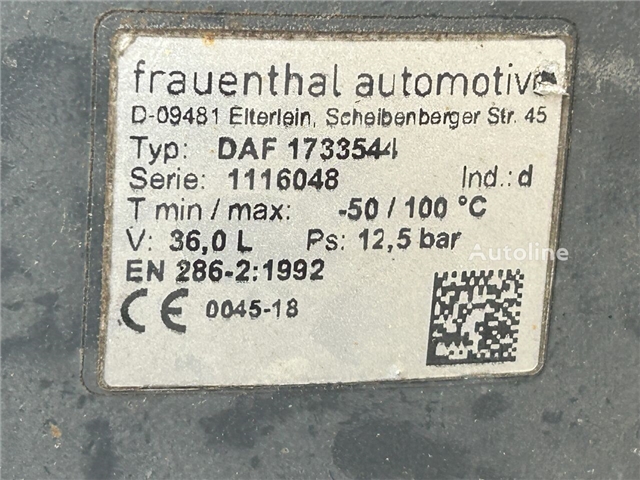 frauenthal automotive
D-09481 Elterlein, Scheibenberger Str. 45
Typ: DAF 1733544
Serie: 1116048 Ind.: d
T min / max: -50 / 100 °C
V: 36,0 L Ps: 12,5 bar
Autoline
EN 286-2:1992
CE 0045-18